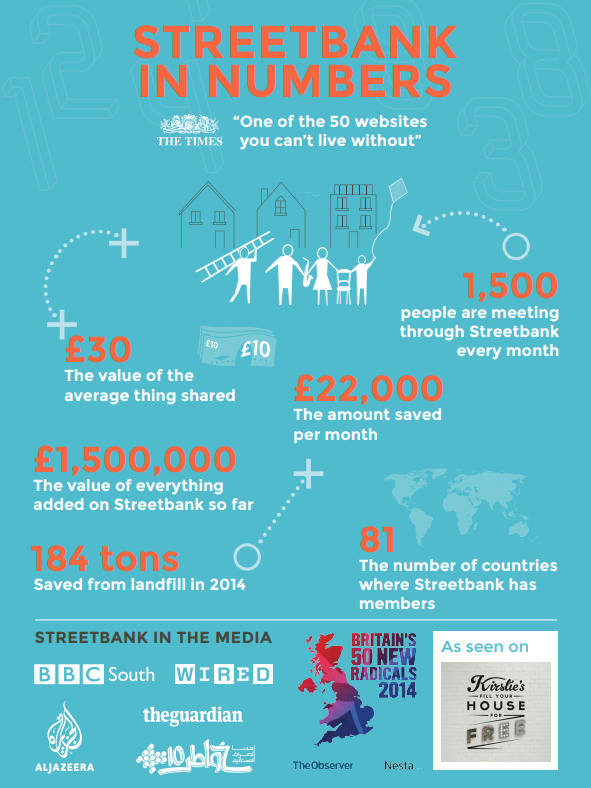 STREETBANK
IN NUMBERS
THE TIMES
“One of the 50 websites
you can’t live without”
1,500
people are meeting
through Streetbank
every month
£30
The value of the
average thing shared
£10
£10
£22,000
The amount saved
per month
£1,500,000
The value of everything
added on Streetbank so far
184 tons
Saved from landfill in 2014
81
The number of countries
where Streetbank has
members
STREETBANK IN THE MEDIA
BBC South
WIRED
theguardian
ALJAZEERA
BRITAIN'S
50 NEW
RADICALS
2014
TheObserver
Nesta...
As seen on
Kirstie's
FILL YOUR
HOUSE
FOR
FREE